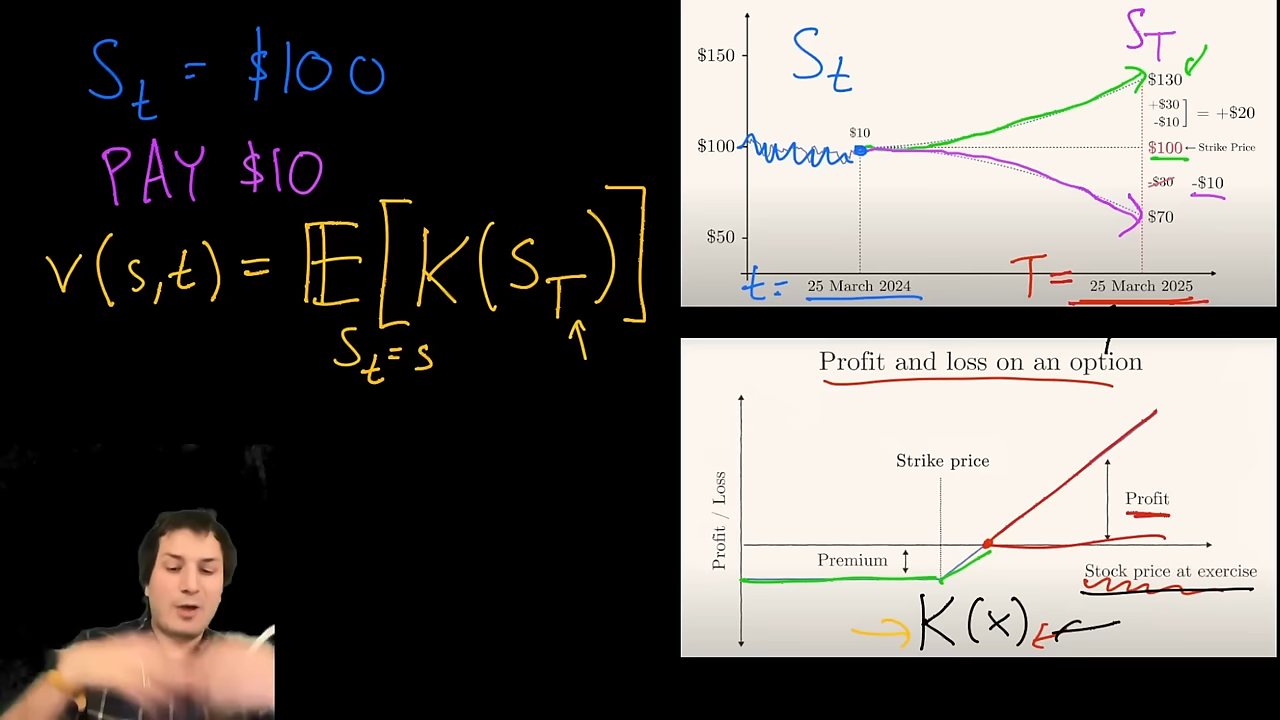 S_t = $100
PAY $10
v(s,t) = 𝔼[K(S_T)]
S_t = s
↑
$150
$100
$50
S_t
S_T
$10
$130 ✓
+$30
-$10
] = +$20
$100 ← Strike Price
-$30 -$10
$70
t = 25 March 2024
T = 25 March 2025
Profit and loss on an option
Profit / Loss
Strike price
Profit
Premium
Stock price at exercise
→ K(x) ←